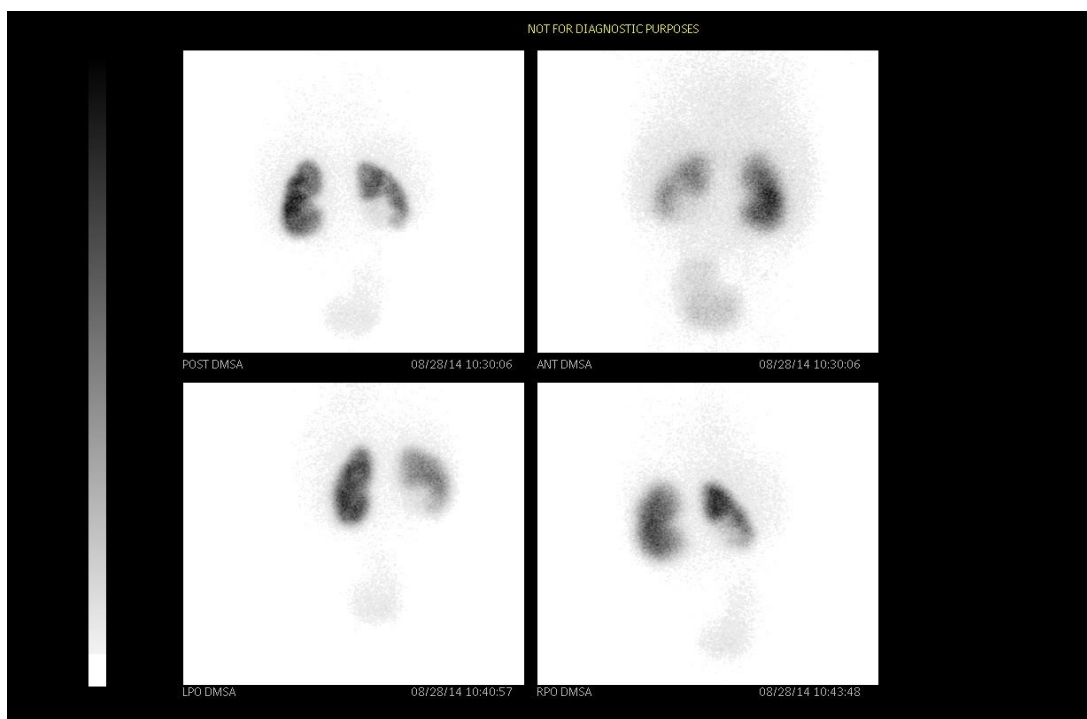 NOT FOR DIAGNOSTIC PURPOSES
POST DMSA 08/28/14 10:30:06
ANT DMSA 08/28/14 10:30:06
LPO DMSA 08/28/14 10:40:57
RPO DMSA 08/28/14 10:43:48